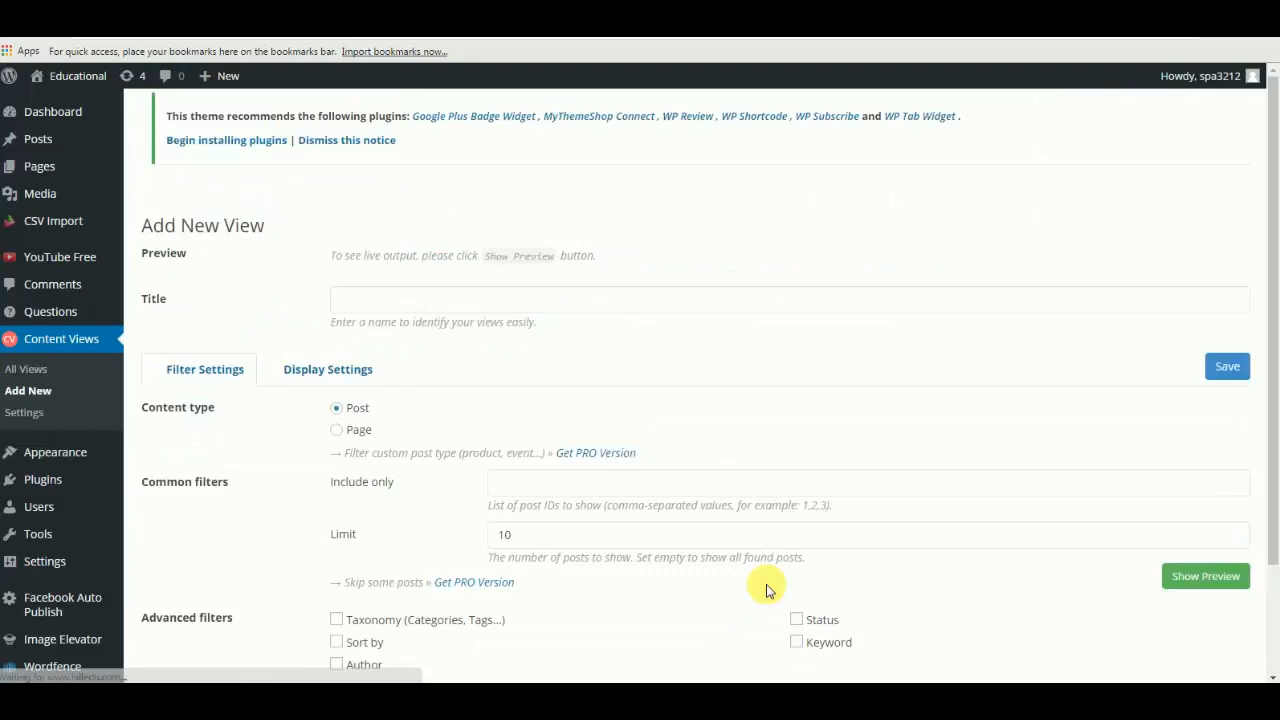 Apps For quick access, place your bookmarks here on the bookmarks bar. Import bookmarks now...
Educational 4 0 New Howdy, spa3212
Dashboard
Posts
Pages
Media
CSV Import
YouTube Free
Comments
Questions
CV Content Views
All Views
Add New
Settings
Appearance
Plugins
Users
Tools
Settings
Facebook Auto
Publish
Image Elevator
Wordfence
This theme recommends the following plugins: Google Plus Badge Widget , MyThemeShop Connect , WP Review , WP Shortcode , WP Subscribe and WP Tab Widget .
Begin installing plugins | Dismiss this notice
Add New View
Preview To see live output, please click Show Preview button.
Title
Enter a name to identify your views easily.
Filter Settings Display Settings Save
Content type Post
Page
→ Filter custom post type (product, event...) » Get PRO Version
Common filters Include only
List of post IDs to show (comma-separated values, for example: 1,2,3).
Limit 10
The number of posts to show. Set empty to show all found posts.
→ Skip some posts » Get PRO Version
Show Preview
Advanced filters Taxonomy (Categories, Tags...) Status
Sort by Keyword
Author